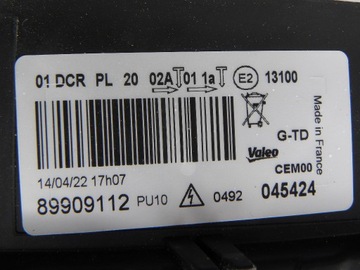 01 DCR PL 20 02A 01 1a E2 13100
G-TD
Valeo
Made in France
14/04/22 17h07
CEM00
89909112 PU10 0492 045424